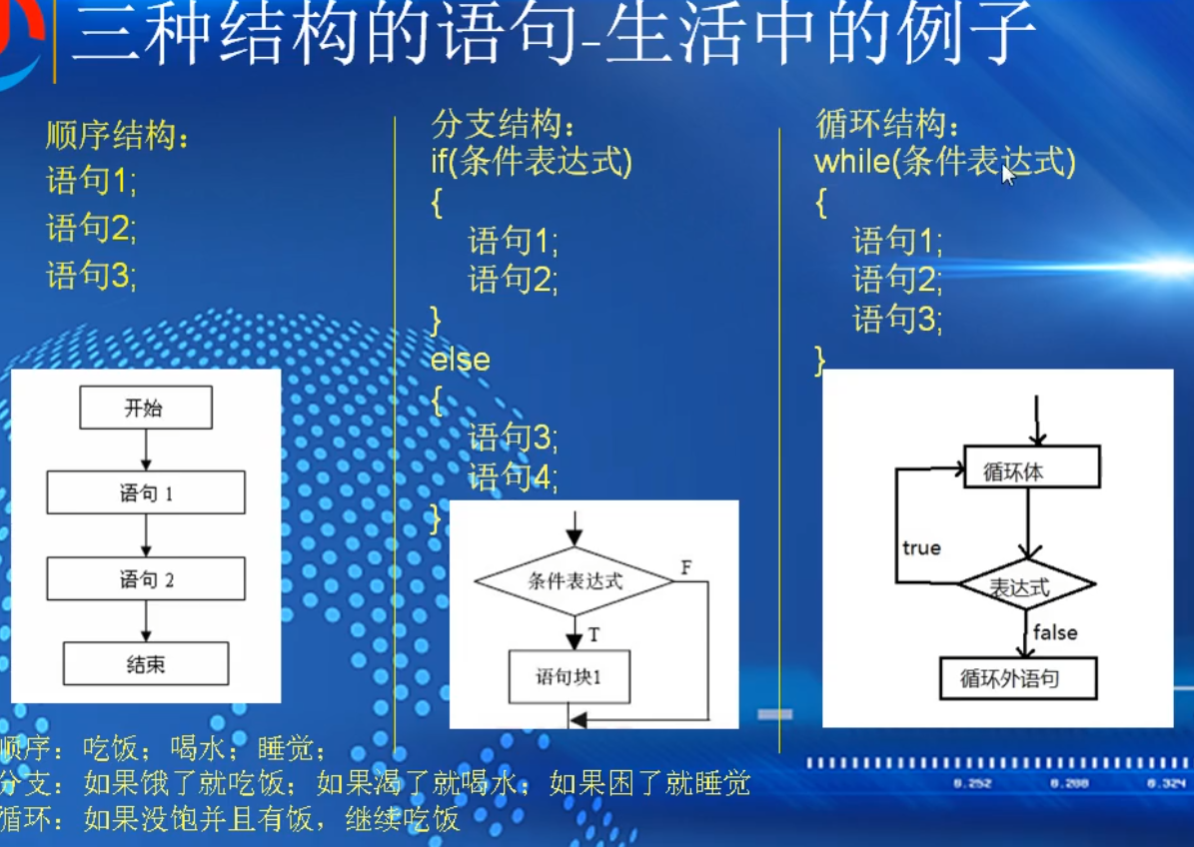 三种结构的语句-生活中的例子
顺序结构：
语句1;
语句2;
语句3;
开始
语句 1
语句 2
结束
分支结构：
if(条件表达式)
{
语句1;
语句2;
}
else
{
语句3;
语句4;
}
条件表达式
F
T
语句块1
循环结构：
while(条件表达式)
{
语句1;
语句2;
语句3;
}
循环体
true
表达式
false
循环外语句
顺序：吃饭；喝水；睡觉；
分支：如果饿了就吃饭；如果渴了就喝水；如果困了就睡觉
循环：如果没饱并且有饭，继续吃饭
0.252 0.288 0.324